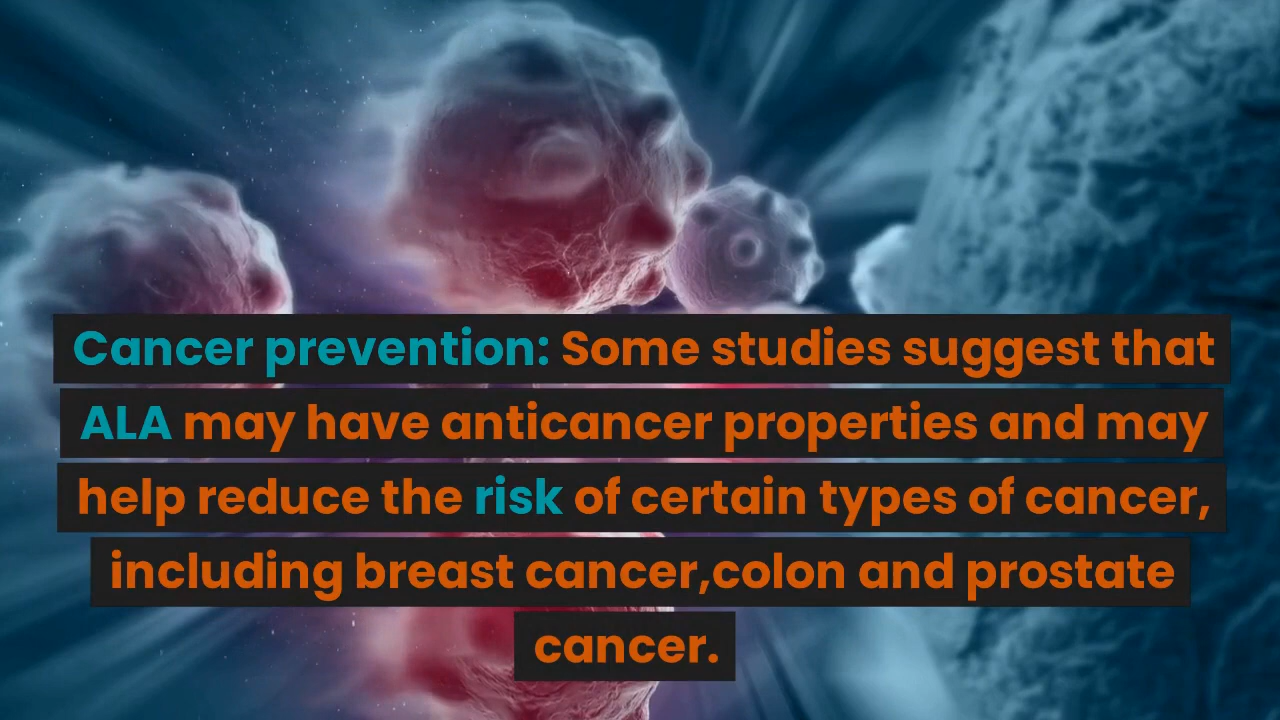 Cancer prevention: Some studies suggest that
ALA may have anticancer properties and may
help reduce the risk of certain types of cancer,
including breast cancer,colon and prostate
cancer.